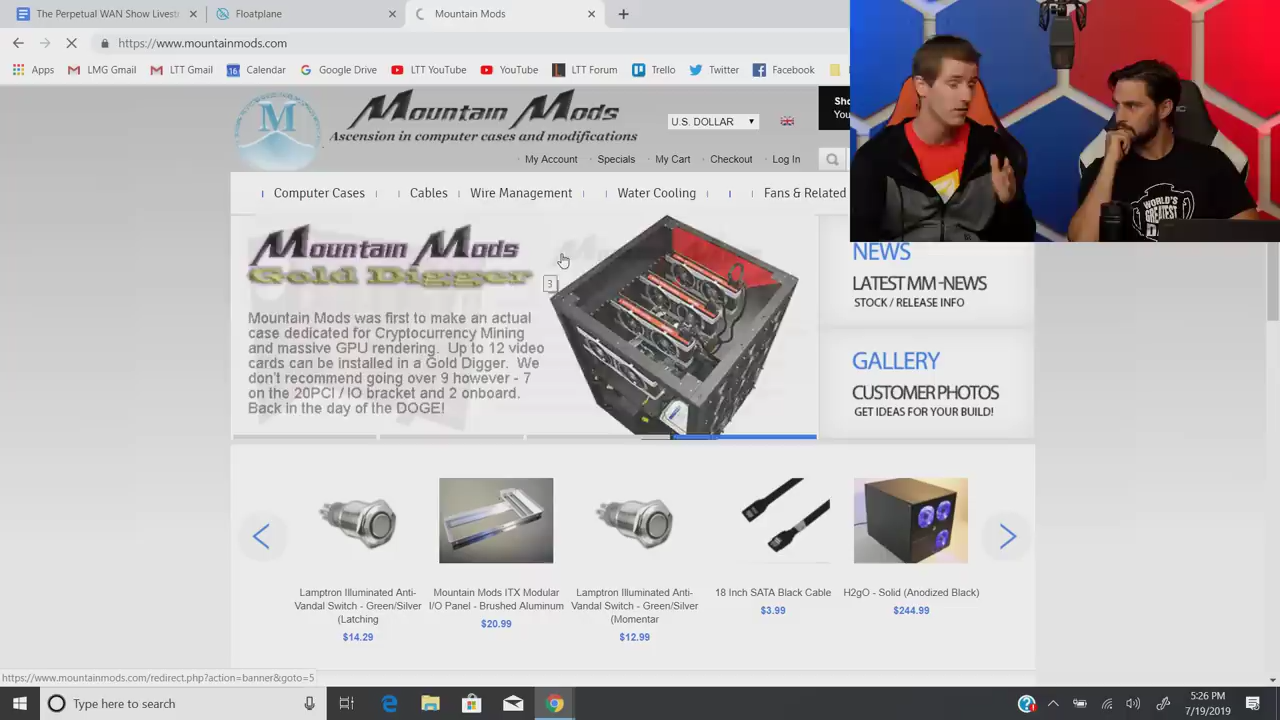 The Perpetual WAN Show Livest
Floatplane
Mountain Mods
https://www.mountainmods.com
Apps
LMG Gmail
LTT Gmail
16
Calendar
Google Drive
LTT YouTube
YouTube
LTT Forum
Trello
Twitter
Facebook
M
Mountain Mods
Ascension in computer cases and modifications
U.S. DOLLAR
Sho
You
My Account
Specials
My Cart
Checkout
Log In
Computer Cases
Cables
Wire Management
Water Cooling
Fans & Related
Mountain Mods
Gold Digger
3
Mountain Mods was first to make an actual
case dedicated for Cryptocurrency Mining
and massive GPU rendering. Up to 12 video
cards can be installed in a Gold Digger. We
don't recommend going over 9 however - 7
on the 20PCI / IO bracket and 2 onboard.
Back in the day of the DOGE!
NEWS
LATEST MM -NEWS
STOCK / RELEASE INFO
GALLERY
CUSTOMER PHOTOS
GET IDEAS FOR YOUR BUILD!
Lamptron Illuminated Anti-
Vandal Switch - Green/Silver
(Latching
$14.29
Mountain Mods ITX Modular
I/O Panel - Brushed Aluminum
$20.99
Lamptron Illuminated Anti-
Vandal Switch - Green/Silver
(Momentar
$12.99
18 Inch SATA Black Cable
$3.99
H2gO - Solid (Anodized Black)
$244.99
WORLD'S
GREATEST
https://www.mountainmods.com/redirect.php?action=banner&goto=5
Type here to search
5:26 PM
7/19/2019